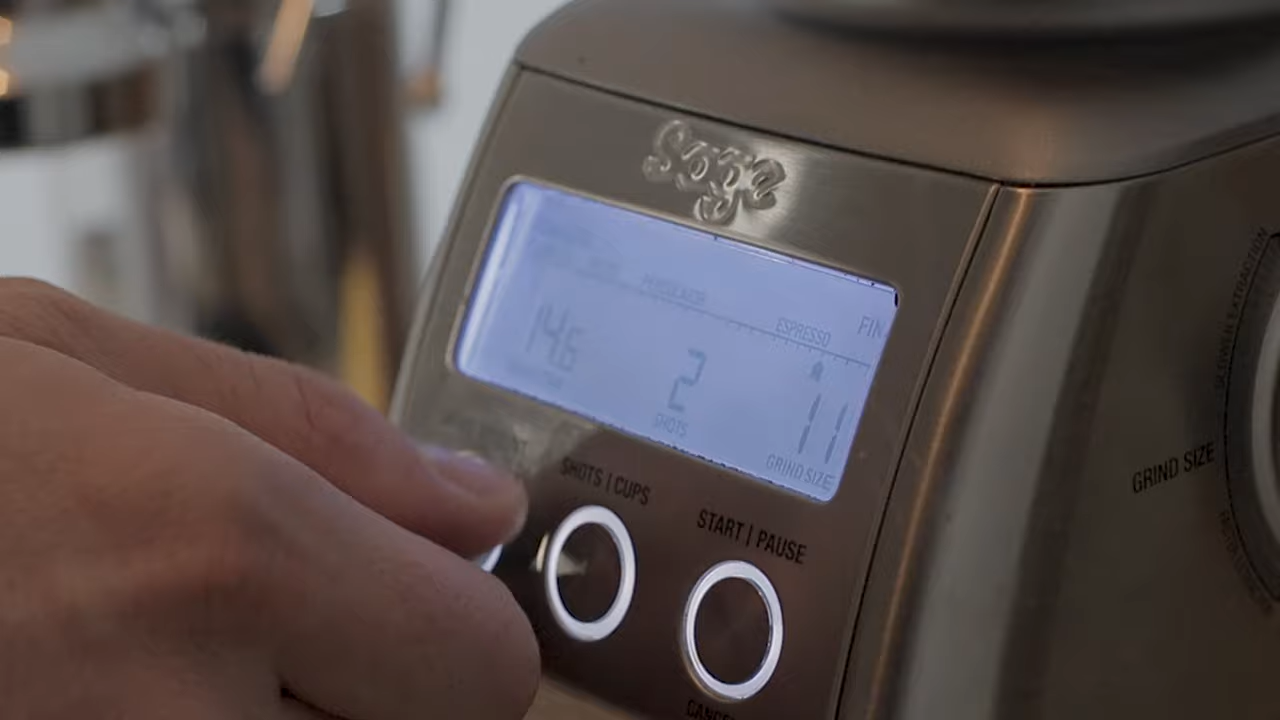 Sage
PERCOLATOR
ESPRESSO
FIN
14.6
2
11
SHOTS
GRIND SIZE
SHOTS | CUPS
START | PAUSE
GRIND SIZE